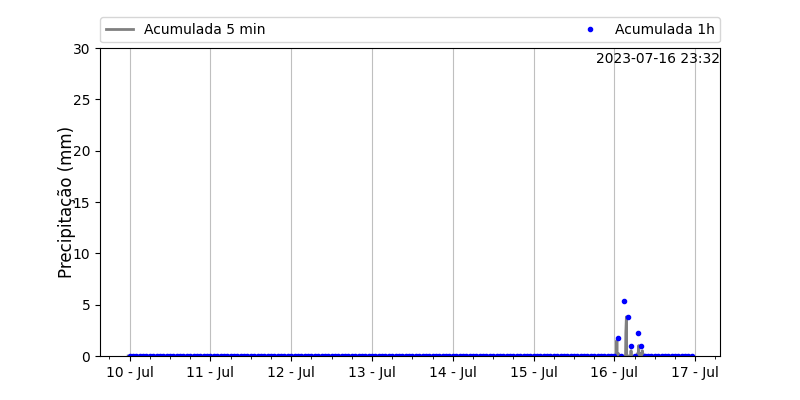 Acumulada 5 min
Acumulada 1h
2023-07-16 23:32
Precipitação (mm)
30
25
20
15
10
5
0
10 - Jul
11 - Jul
12 - Jul
13 - Jul
14 - Jul
15 - Jul
16 - Jul
17 - Jul